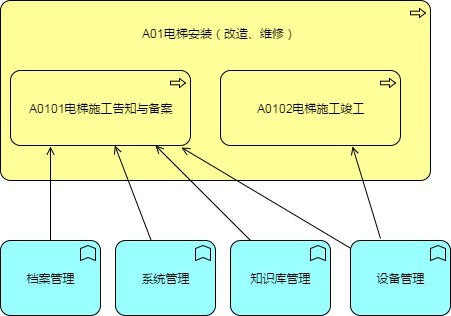 A01电梯安装（改造、维修）
A0101电梯施工告知与备案
A0102电梯施工竣工
档案管理
系统管理
知识库管理
设备管理